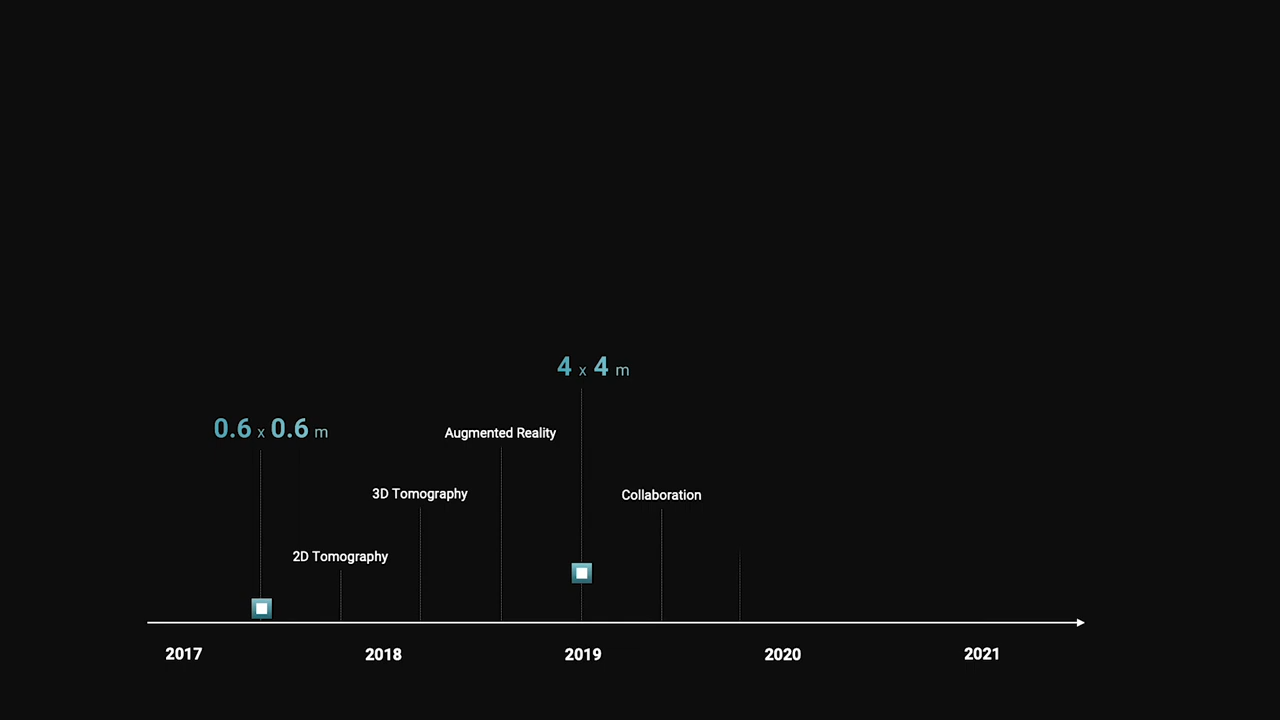 4 x 4 m
0.6 x 0.6 m
Augmented Reality
3D Tomography
Collaboration
2D Tomography
2017
2018
2019
2020
2021